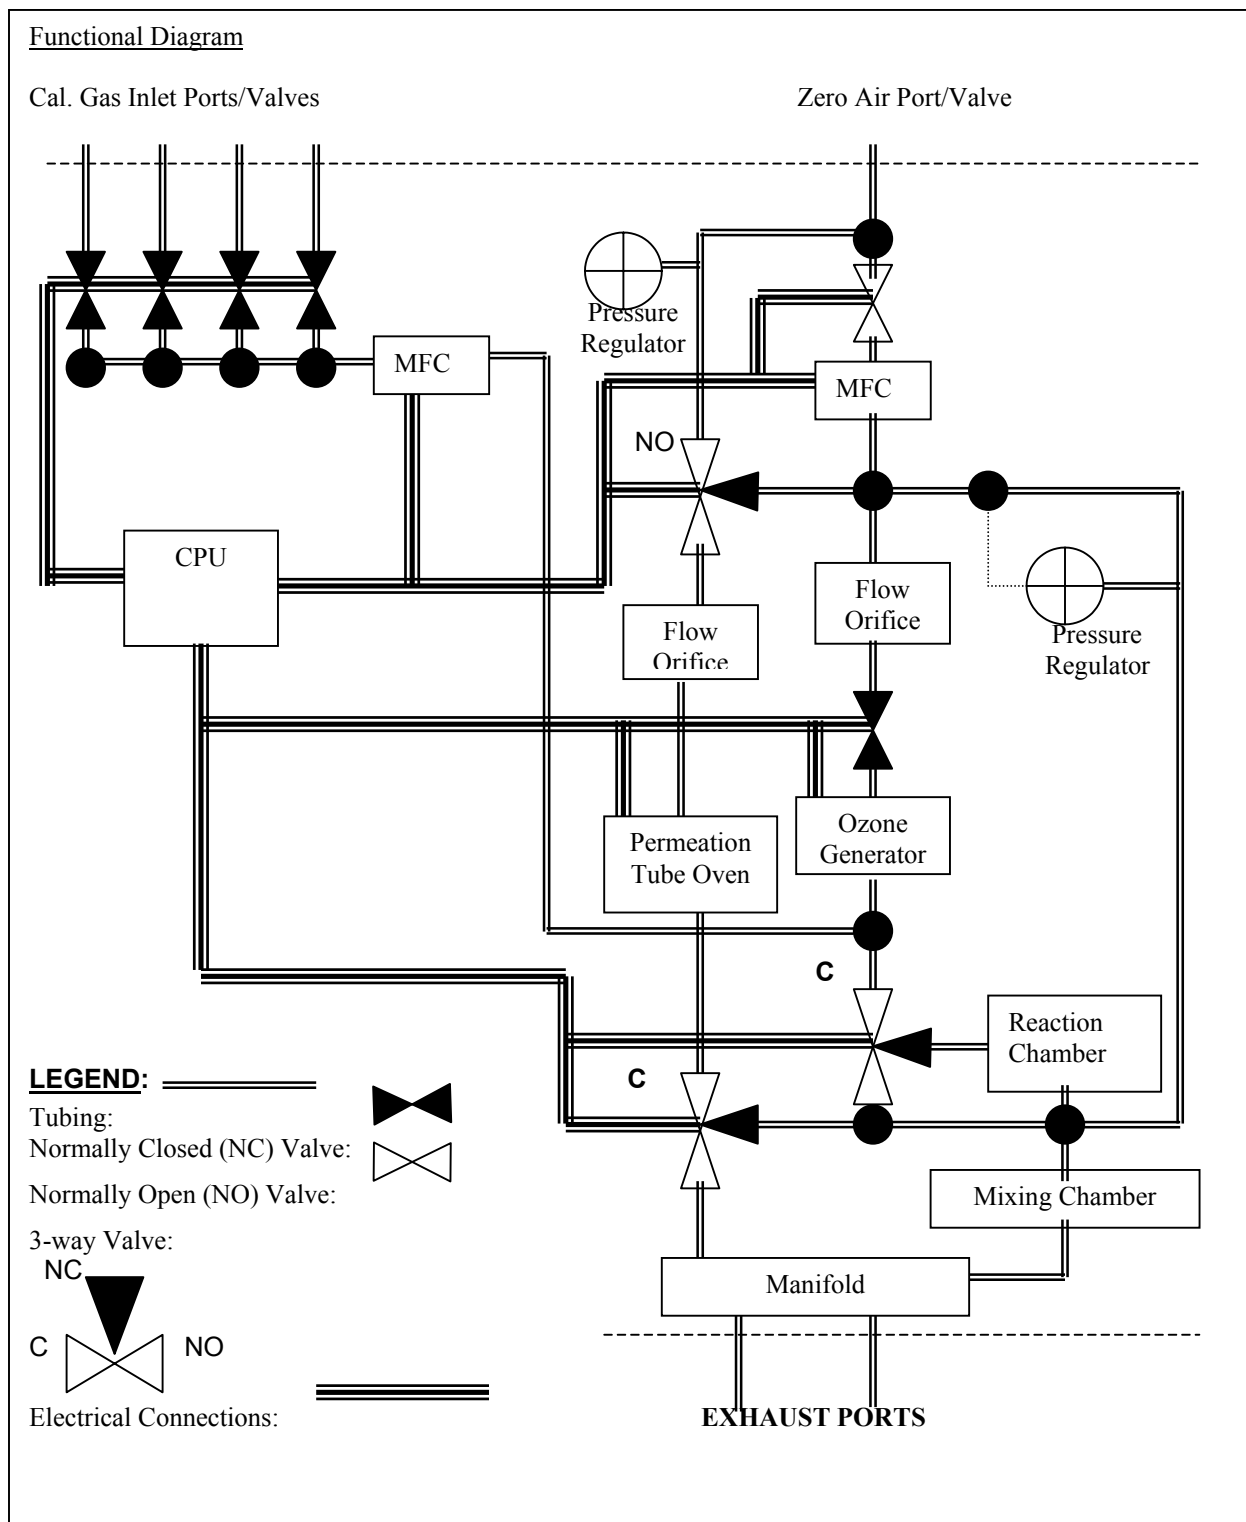 Functional Diagram
Cal. Gas Inlet Ports/Valves
Zero Air Port/Valve
Pressure
Regulator
MFC
MFC
NO
CPU
Flow
Orifice
Flow
Orifice
Pressure
Regulator
Permeation
Tube Oven
Ozone
Generator
C
Reaction
Chamber
C
LEGEND:
Tubing:
Normally Closed (NC) Valve:
Normally Open (NO) Valve:
Mixing Chamber
3-way Valve:
NC
Manifold
C
NO
Electrical Connections:
EXHAUST PORTS